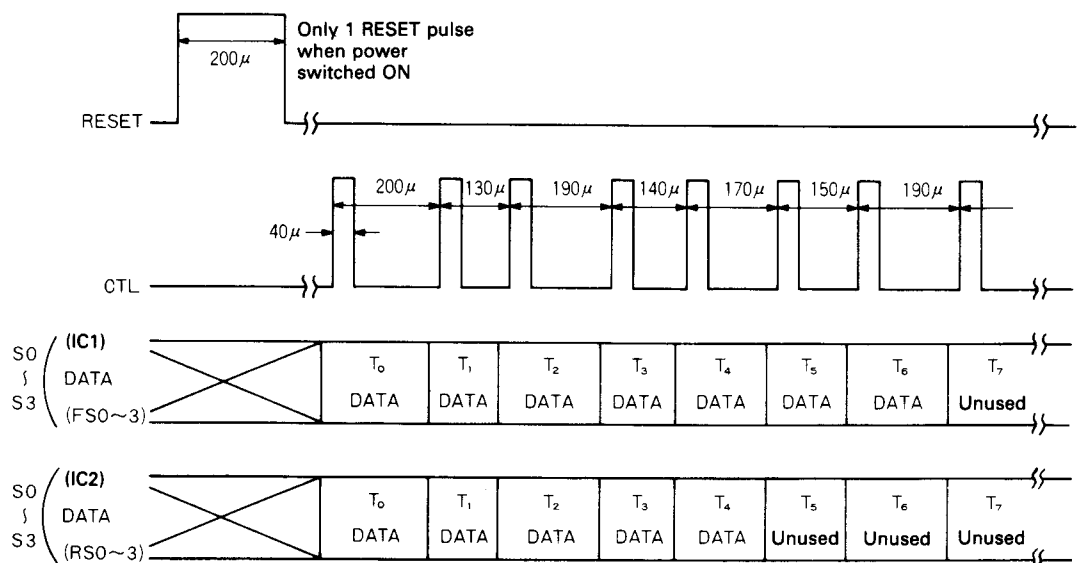 Only 1 RESET pulse
when power
switched ON
200μ
RESET
200μ 130μ 190μ 140μ 170μ 150μ 190μ
40μ
CTL
S0
∫
S3
(IC1)
DATA
(FS0~3)
T₀ T₁ T₂ T₃ T₄ T₅ T₆ T₇
DATA DATA DATA DATA DATA DATA DATA Unused
S0
∫
S3
(IC2)
DATA
(RS0~3)
T₀ T₁ T₂ T₃ T₄ T₅ T₆ T₇
DATA DATA DATA DATA DATA Unused Unused Unused